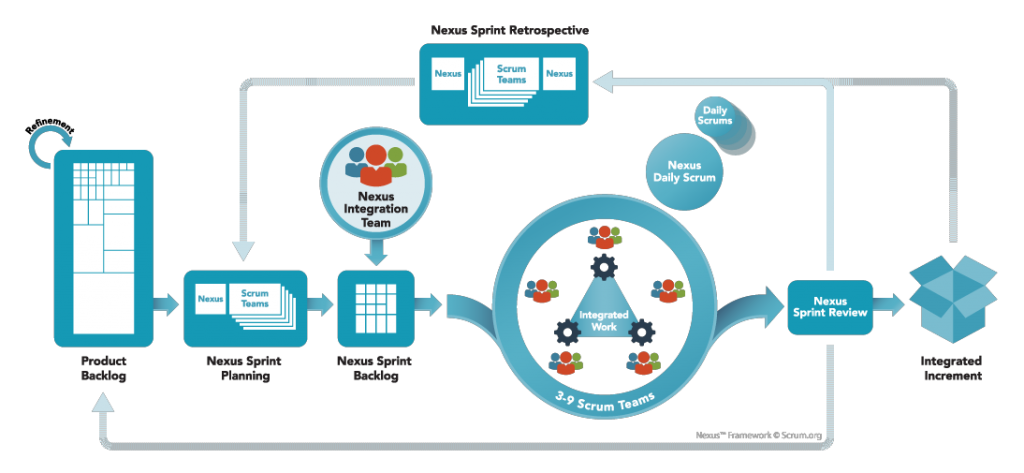 Nexus Sprint Retrospective
Nexus
Scrum
Teams
Nexus
Daily
Scrums
Refinement
Nexus
Daily Scrum
Nexus
Integration
Team
Nexus
Scrum
Teams
Integrated
Work
Nexus
Sprint Review
Product
Backlog
Nexus Sprint
Planning
Nexus Sprint
Backlog
3-9 Scrum Teams
Integrated
Increment
Nexus™ Framework © Scrum.org